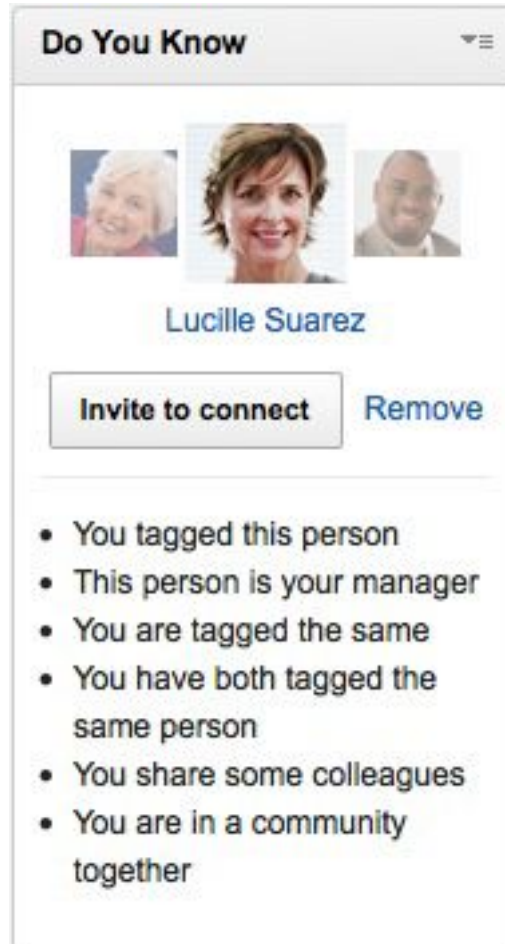 Do You Know
Lucille Suarez
Invite to connect
Remove
• You tagged this person
• This person is your manager
• You are tagged the same
• You have both tagged the
same person
• You share some colleagues
• You are in a community
together